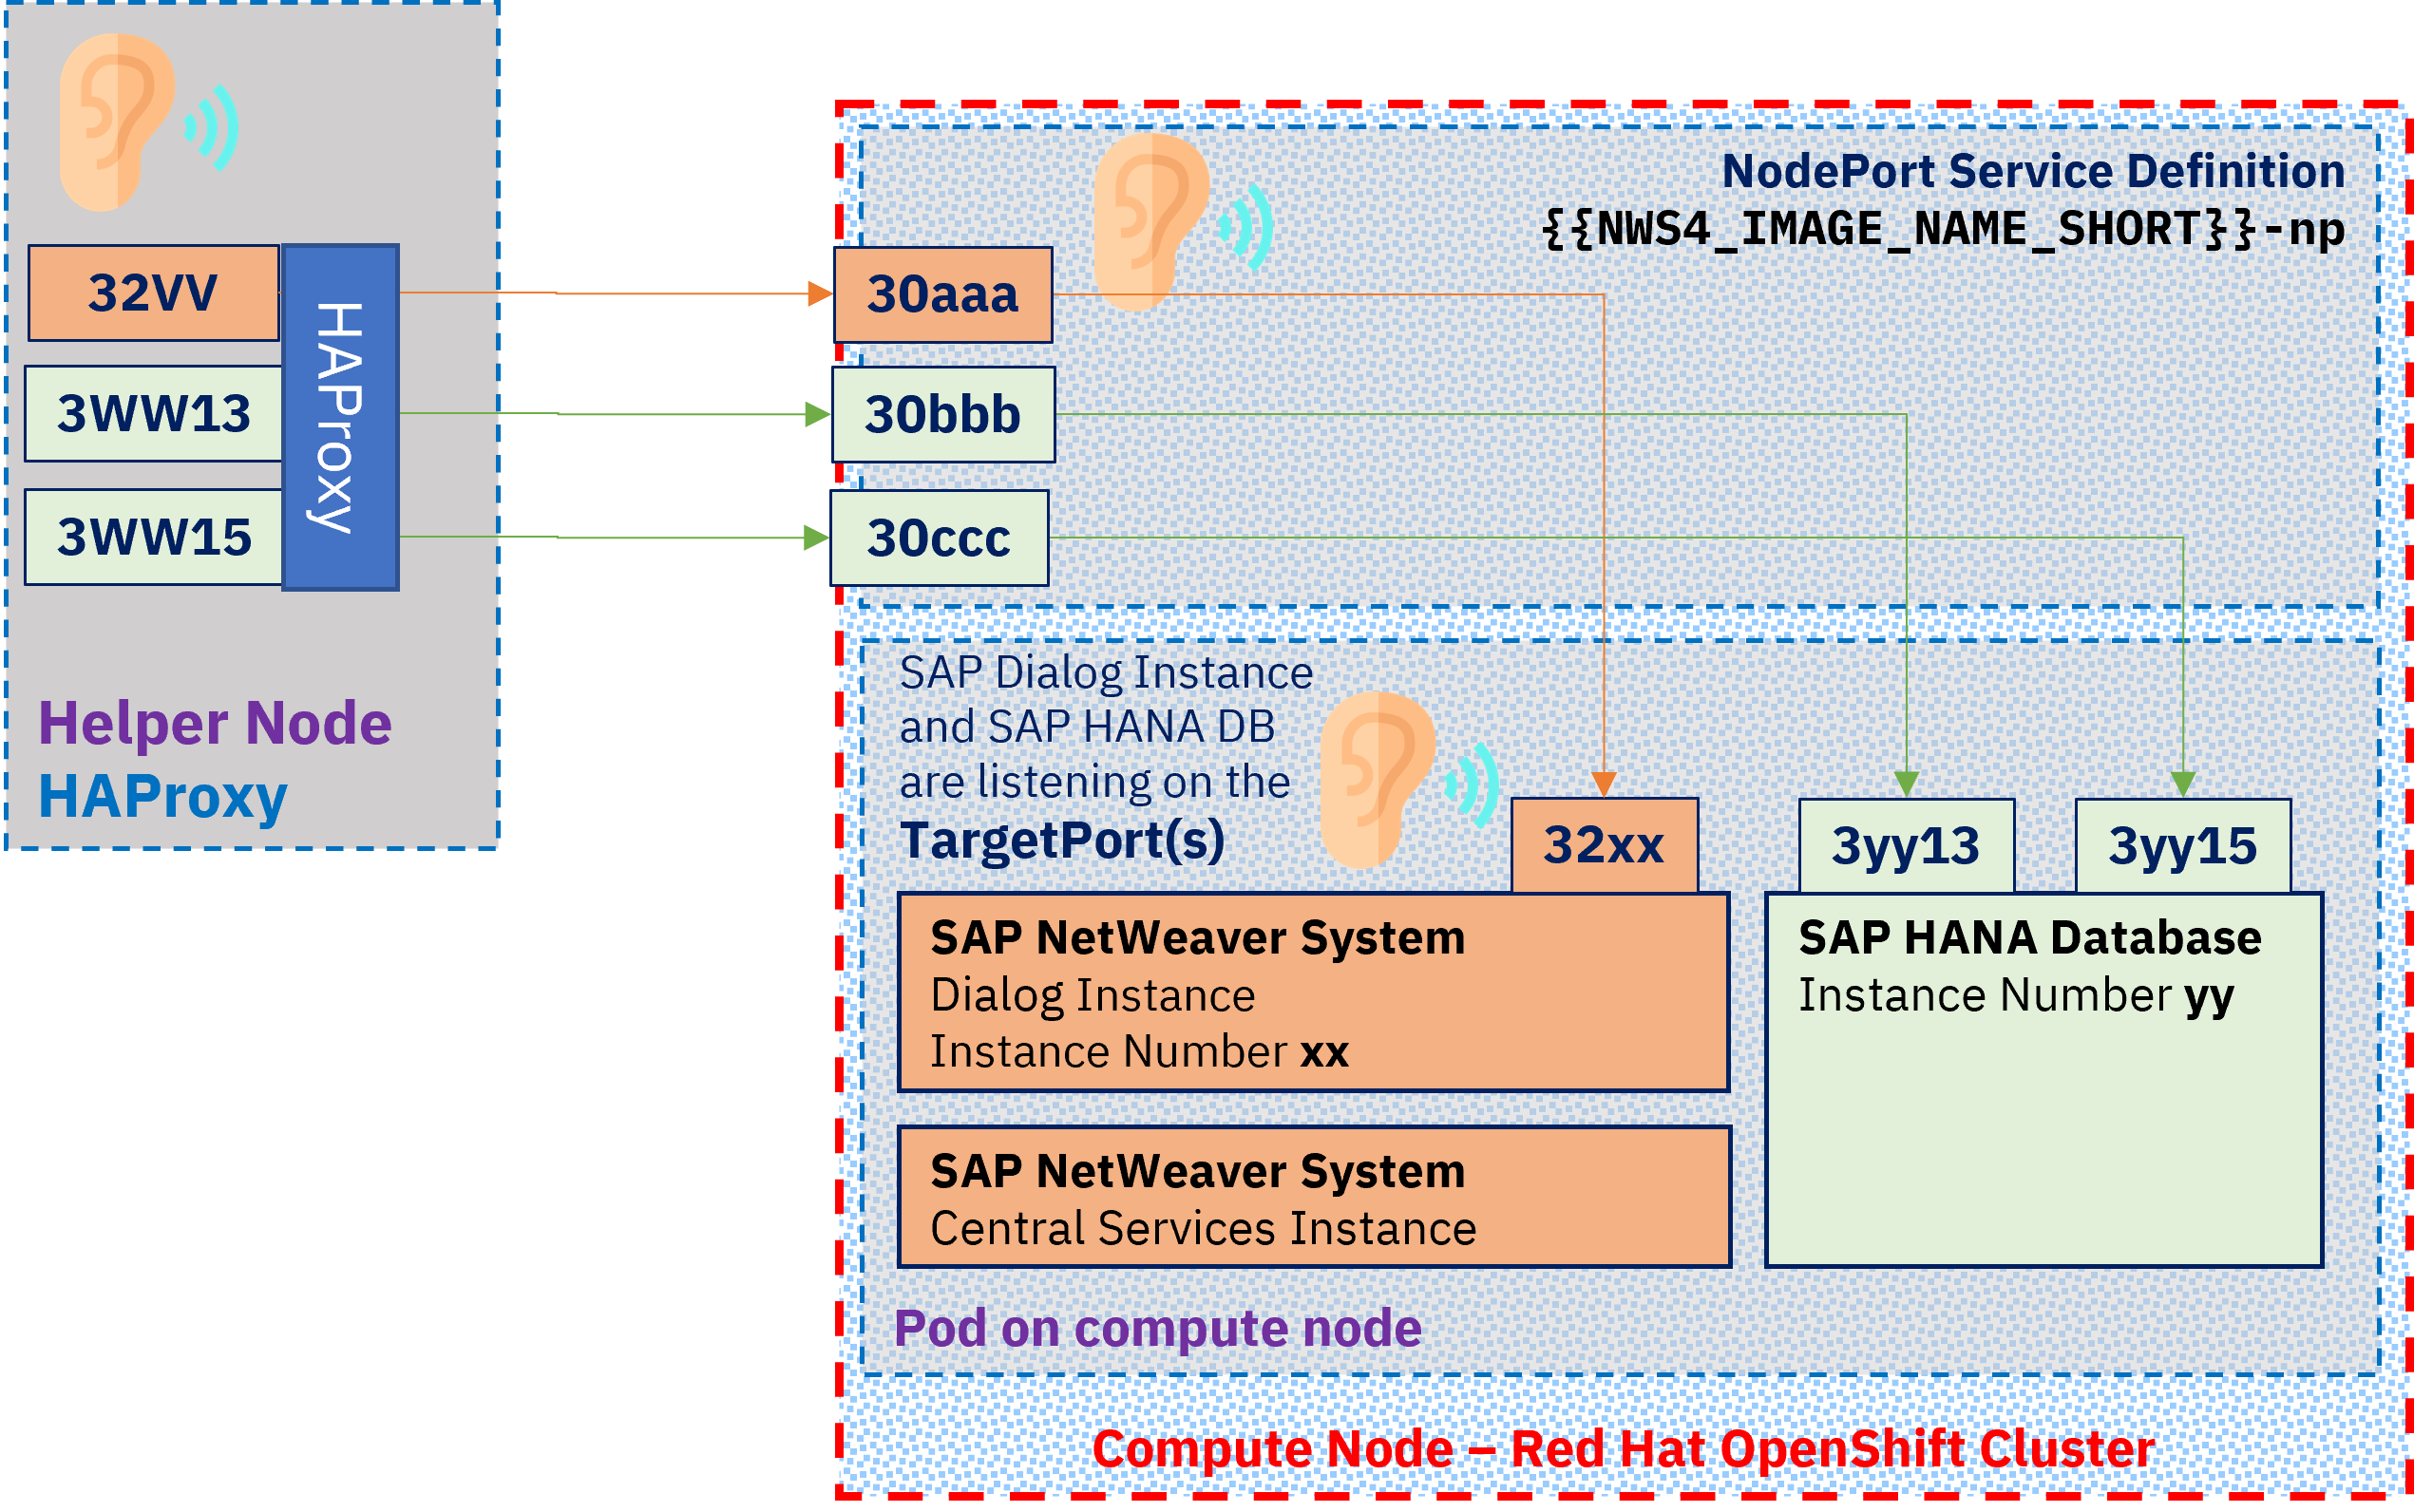 32VV
3WW13
3WW15
HAProxy
Helper Node
HAProxy
NodePort Service Definition
{{NWS4_IMAGE_NAME_SHORT}}-np
30aaa
30bbb
30ccc
SAP Dialog Instance
and SAP HANA DB
are listening on the
TargetPort(s)
32xx
3yy13
3yy15
SAP NetWeaver System
Dialog Instance
Instance Number xx
SAP HANA Database
Instance Number yy
SAP NetWeaver System
Central Services Instance
Pod on compute node
Compute Node – Red Hat OpenShift Cluster